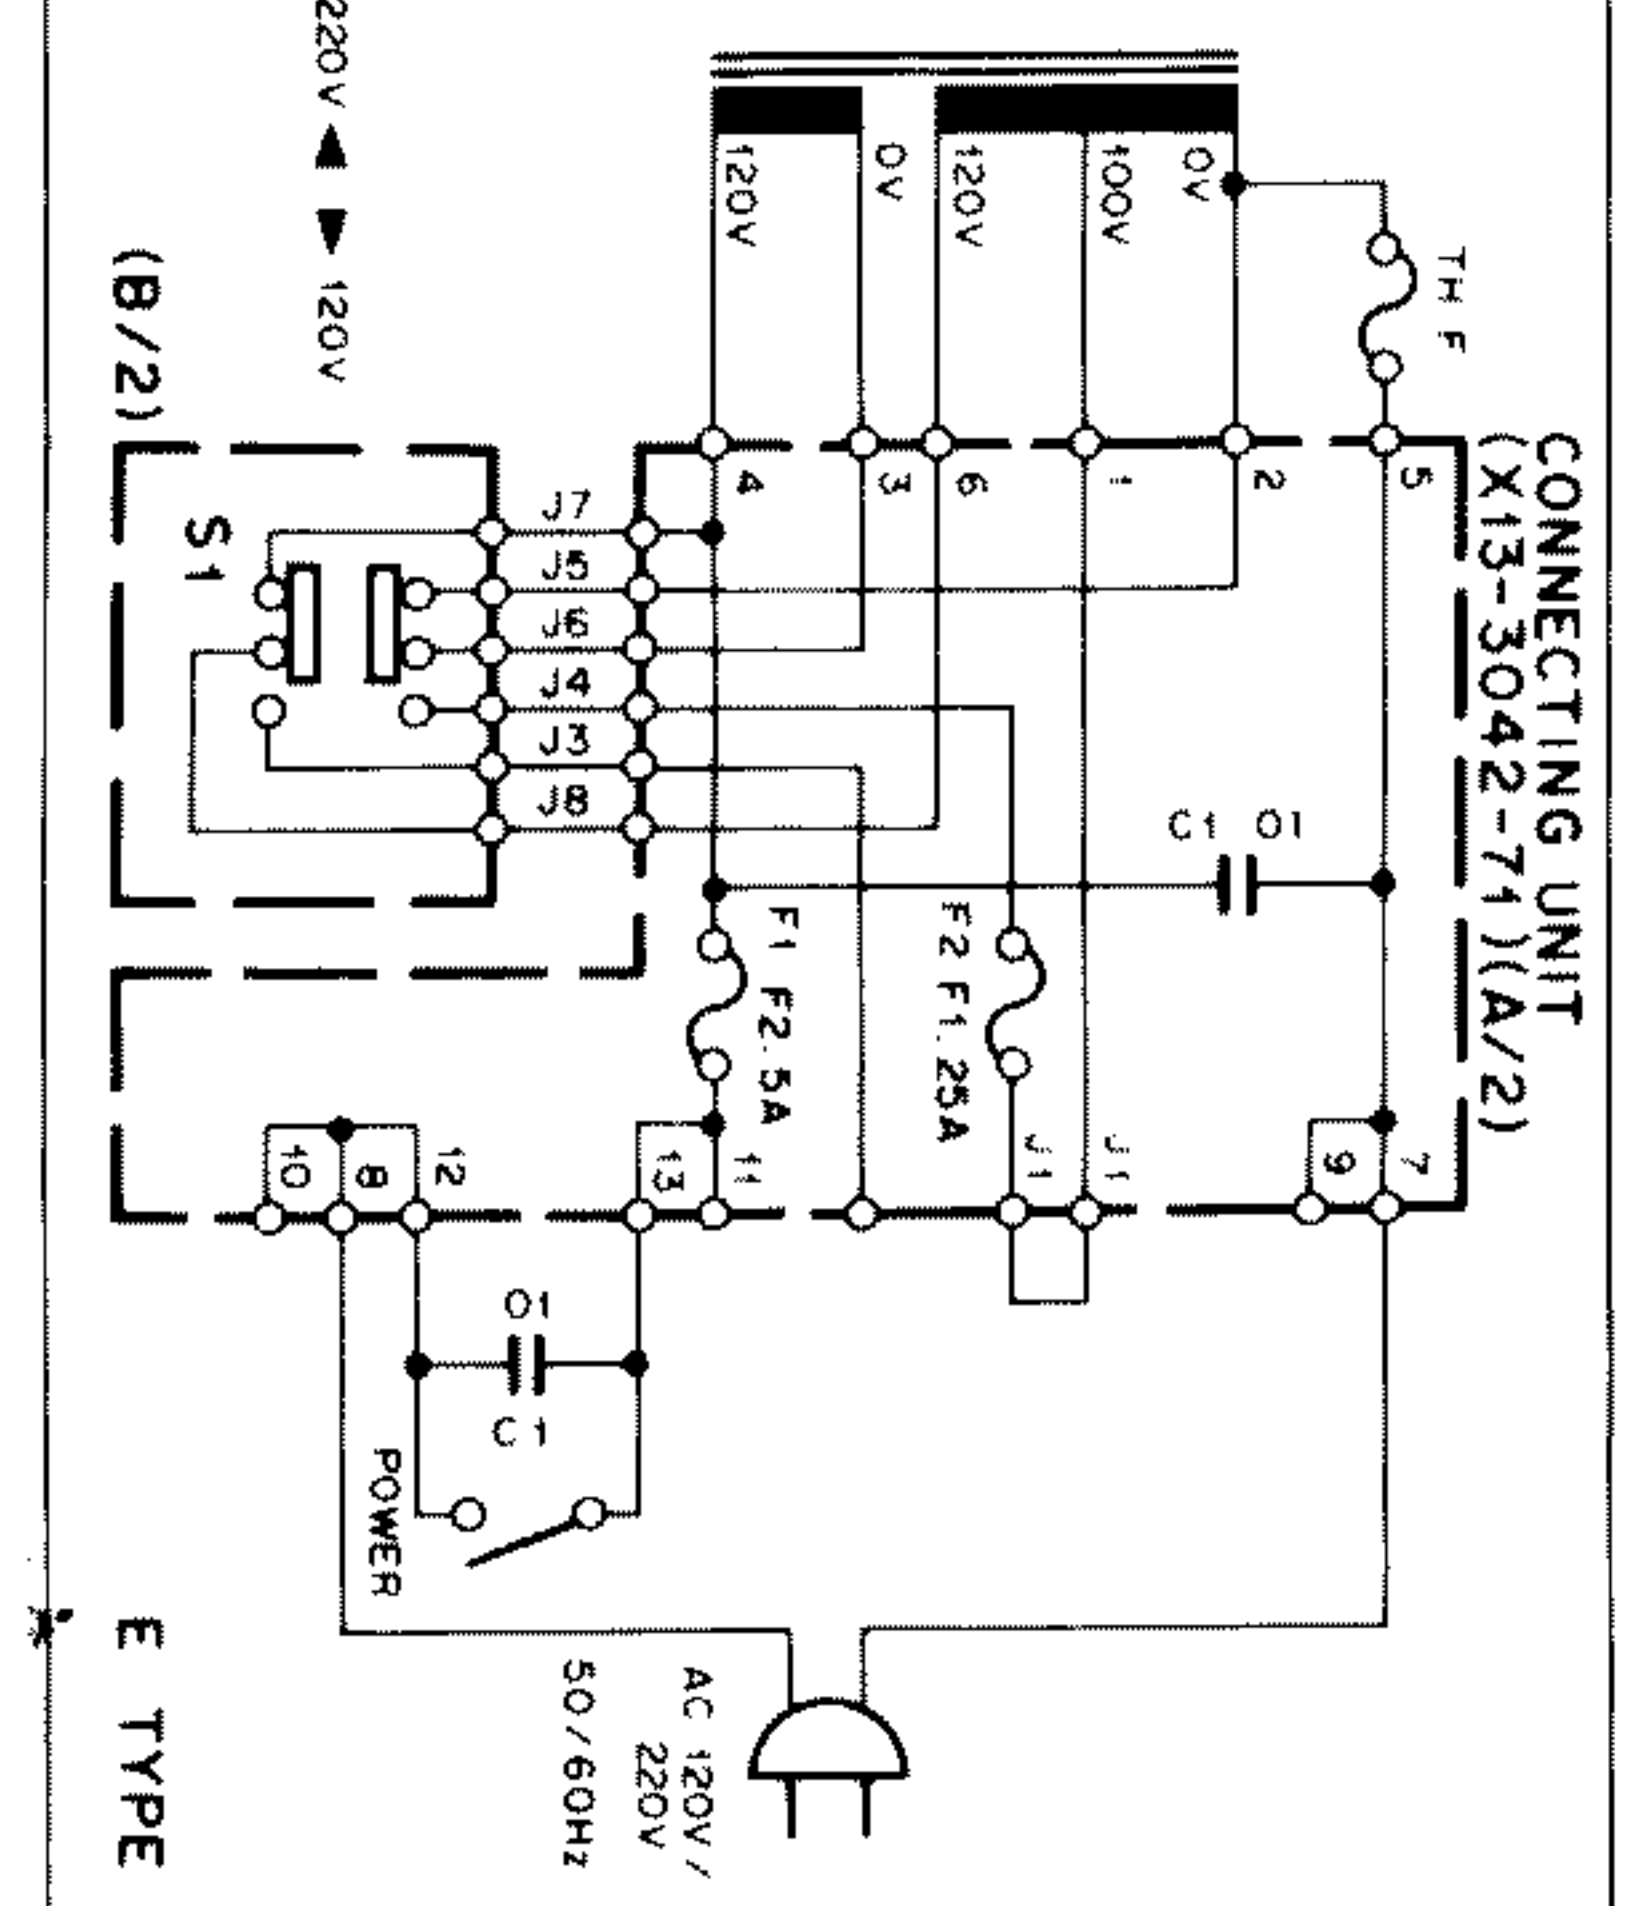 220V ◄ ► 120V
(B/2)
120V
0V
120V
100V
0V
TH F
CONNECTING UNIT
(X13-3042-71)(A/2)
4
3
6
1
2
5
S1
J7
J5
J6
J4
J3
J8
C1 01
F1 F2.5A
F2 F1.25A
10
8
12
13
11
J1
J1
9
7
01
C1
POWER
AC 120V/
220V
50/60Hz
E TYPE